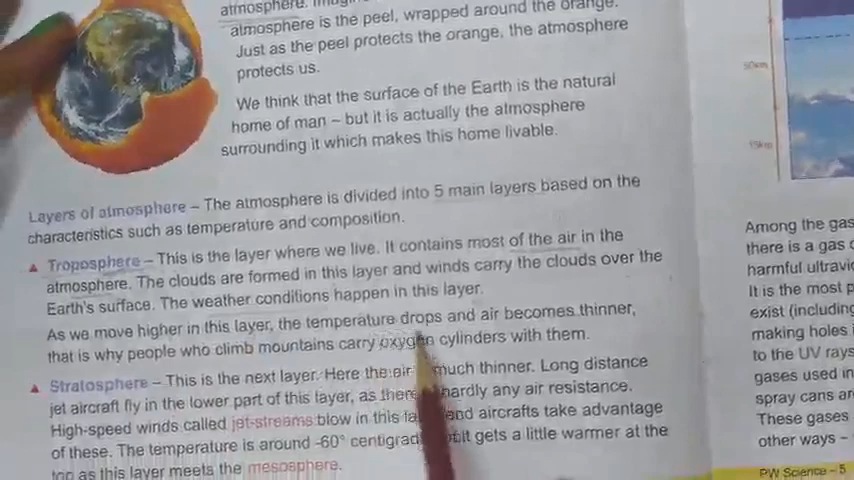 atmosphere.
atmosphere is the peel, wrapped around the orange.
Just as the peel protects the orange, the atmosphere
protects us.
We think that the surface of the Earth is the natural
home of man – but it is actually the atmosphere
surrounding it which makes this home livable.
Layers of atmosphere – The atmosphere is divided into 5 main layers based on the
characteristics such as temperature and composition.
▲ Troposphere – This is the layer where we live. It contains most of the air in the
atmosphere. The clouds are formed in this layer and winds carry the clouds over the
Earth's surface. The weather conditions happen in this layer.
As we move higher in this layer, the temperature drops and air becomes thinner,
that is why people who climb mountains carry oxygen cylinders with them.
▲ Stratosphere – This is the next layer. Here the air much thinner. Long distance
jet aircraft fly in the lower part of this layer, as there hardly any air resistance.
High-speed winds called jet-streams blow in this and aircrafts take advantage
of these. The temperature is around -60° it gets a little warmer at the
top as this layer meets the mesosphere.
50km
15km
Among the gas
there is a gas
harmful ultravi
It is the most p
exist (including
making holes i
to the UV rays
gases used in
spray cans ar
These gases
other ways –
PW Science – 5